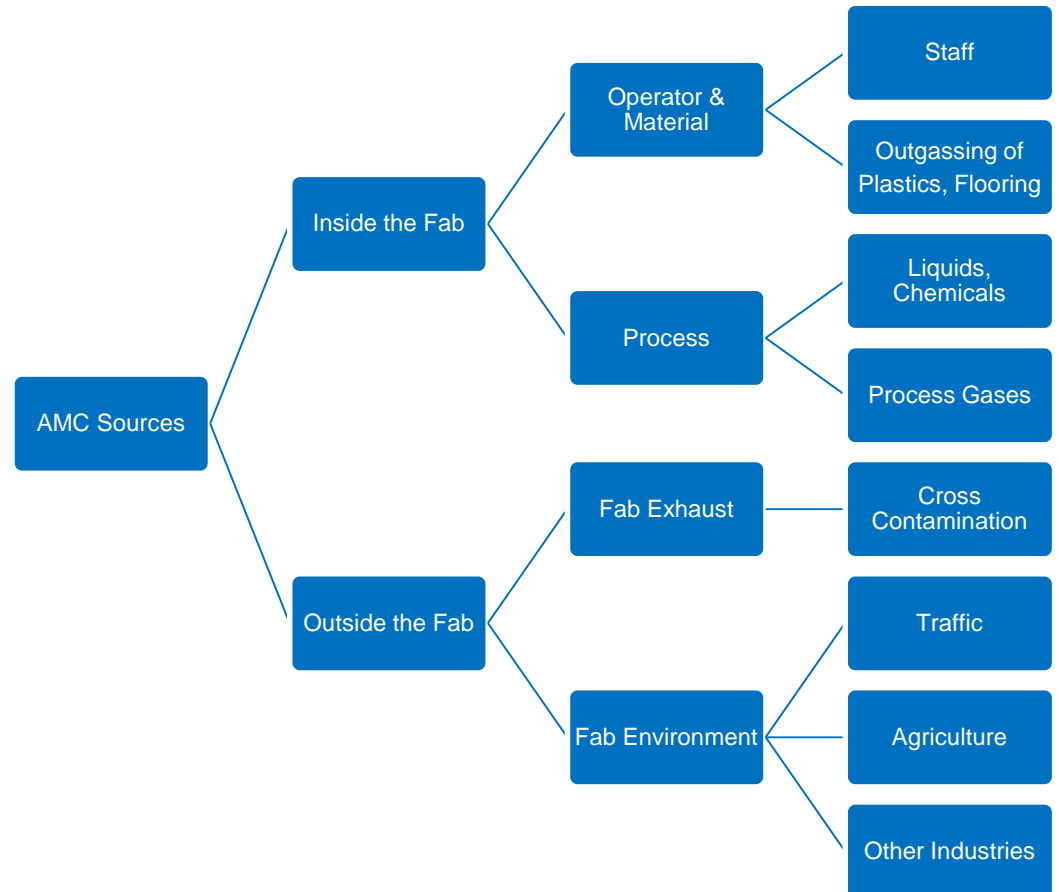 Staff
Operator &
Material
Outgassing of
Plastics, Flooring
Inside the Fab
Liquids,
Chemicals
Process
Process Gases
AMC Sources
Cross
Contamination
Fab Exhaust
Outside the Fab
Traffic
Fab Environment
Agriculture
Other Industries